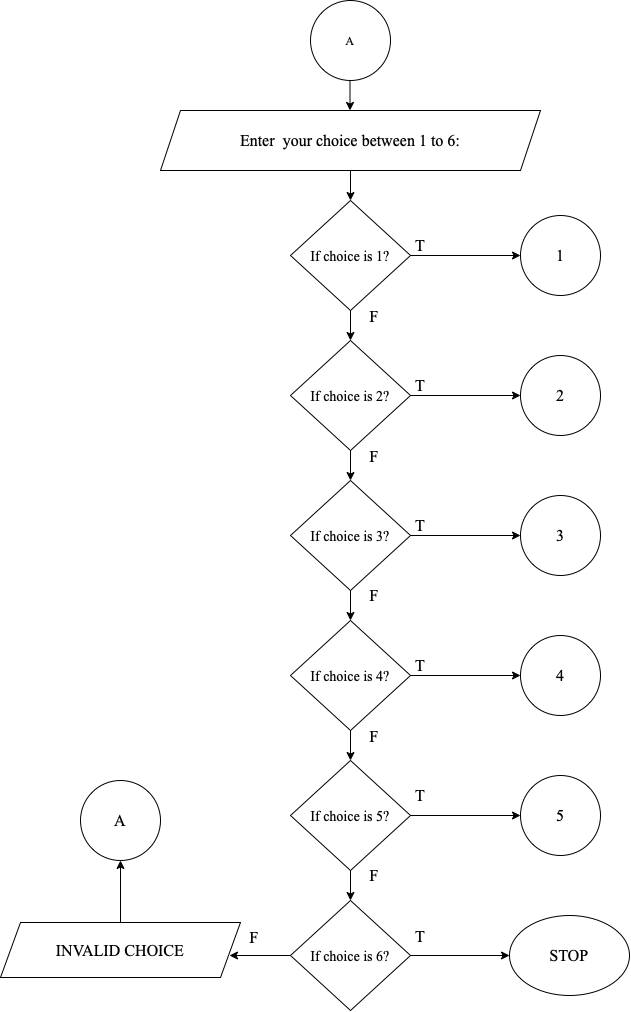 A
Enter  your choice between 1 to 6:
If choice is 1?
T
1
F
If choice is 2?
T
2
F
If choice is 3?
T
3
F
If choice is 4?
T
4
F
If choice is 5?
T
5
F
A
If choice is 6?
T
STOP
F
INVALID CHOICE